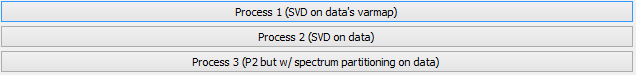 Process 1 (SVD on data's varmap)
Process 2 (SVD on data)
Process 3 (P2 but w/ spectrum partitioning on data)